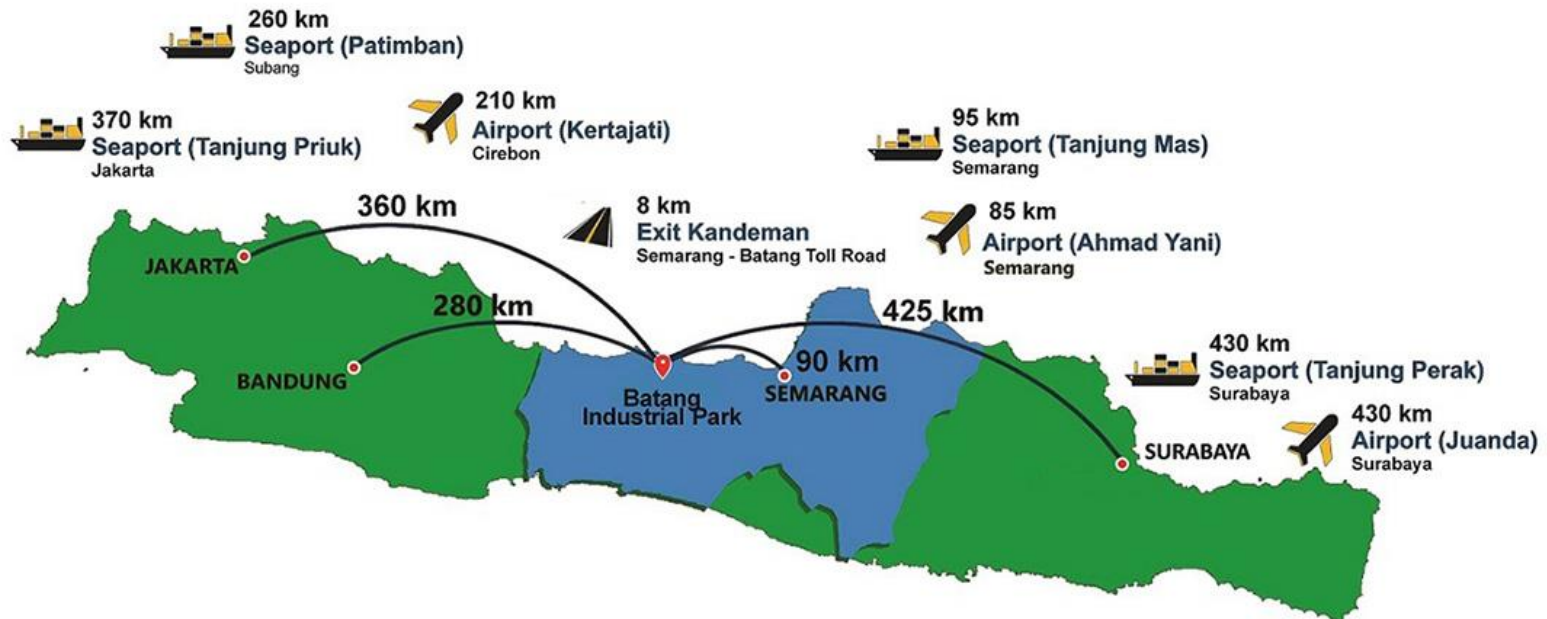 260 km
Seaport (Patimban)
Subang
370 km
Seaport (Tanjung Priuk)
Jakarta
210 km
Airport (Kertajati)
Cirebon
95 km
Seaport (Tanjung Mas)
Semarang
8 km
Exit Kandeman
Semarang - Batang Toll Road
85 km
Airport (Ahmad Yani)
Semarang
360 km
JAKARTA
280 km
BANDUNG
425 km
90 km
SEMARANG
Batang
Industrial Park
430 km
Seaport (Tanjung Perak)
Surabaya
430 km
Airport (Juanda)
Surabaya
SURABAYA